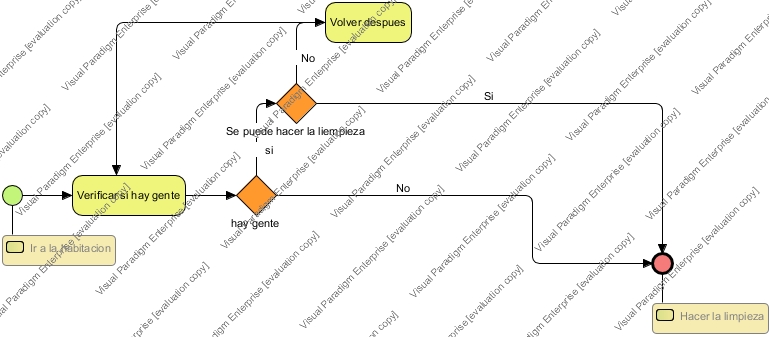 Volver despues
No
Si
Se puede hacer la liempieza
si
Verificar si hay gente
No
hay gente
Ir a la habitacion
Hacer la limpieza
Visual Paradigm Enterprise [evaluation copy]